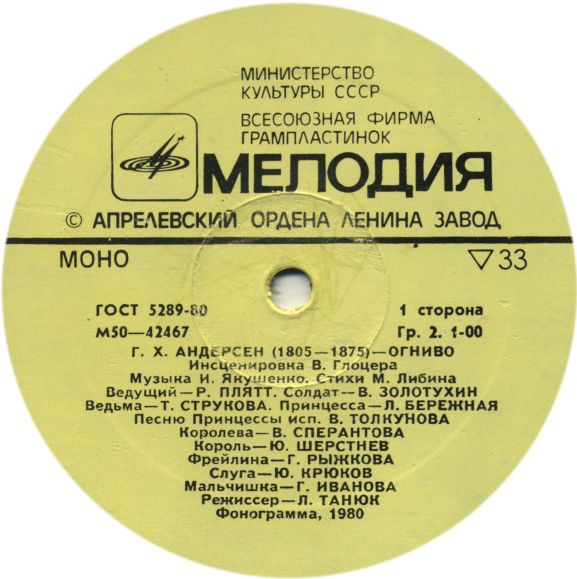 МИНИСТЕРСТВО
КУЛЬТУРЫ СССР
ВСЕСОЮЗНАЯ ФИРМА
ГРАМПЛАСТИНОК
МЕЛОДИЯ
© АПРЕЛЕВСКИЙ ОРДЕНА ЛЕНИНА ЗАВОД
МОНО ▽33
ГОСТ 5289-80 1 сторона
М50—42467 Гр. 2. 1-00
Г. Х. АНДЕРСЕН (1805—1875)—ОГНИВО
Инсценировка В. Глоцера
Музыка И. Якушенко. Стихи М. Либина
Ведущий—Р. ПЛЯТТ. Солдат—В. ЗОЛОТУХИН
Ведьма—Т. СТРУКОВА. Принцесса—Л. БЕРЕЖНАЯ
Песню Принцессы исп. В. ТОЛКУНОВА
Королева—В. СПЕРАНТОВА
Король—Ю. ШЕРСТНЕВ
Фрейлина—Г. РЫЖКОВА
Слуга—Ю. КРЮКОВ
Мальчишка—Г. ИВАНОВА
Режиссер—Л. ТАНЮК
Фонограмма, 1980